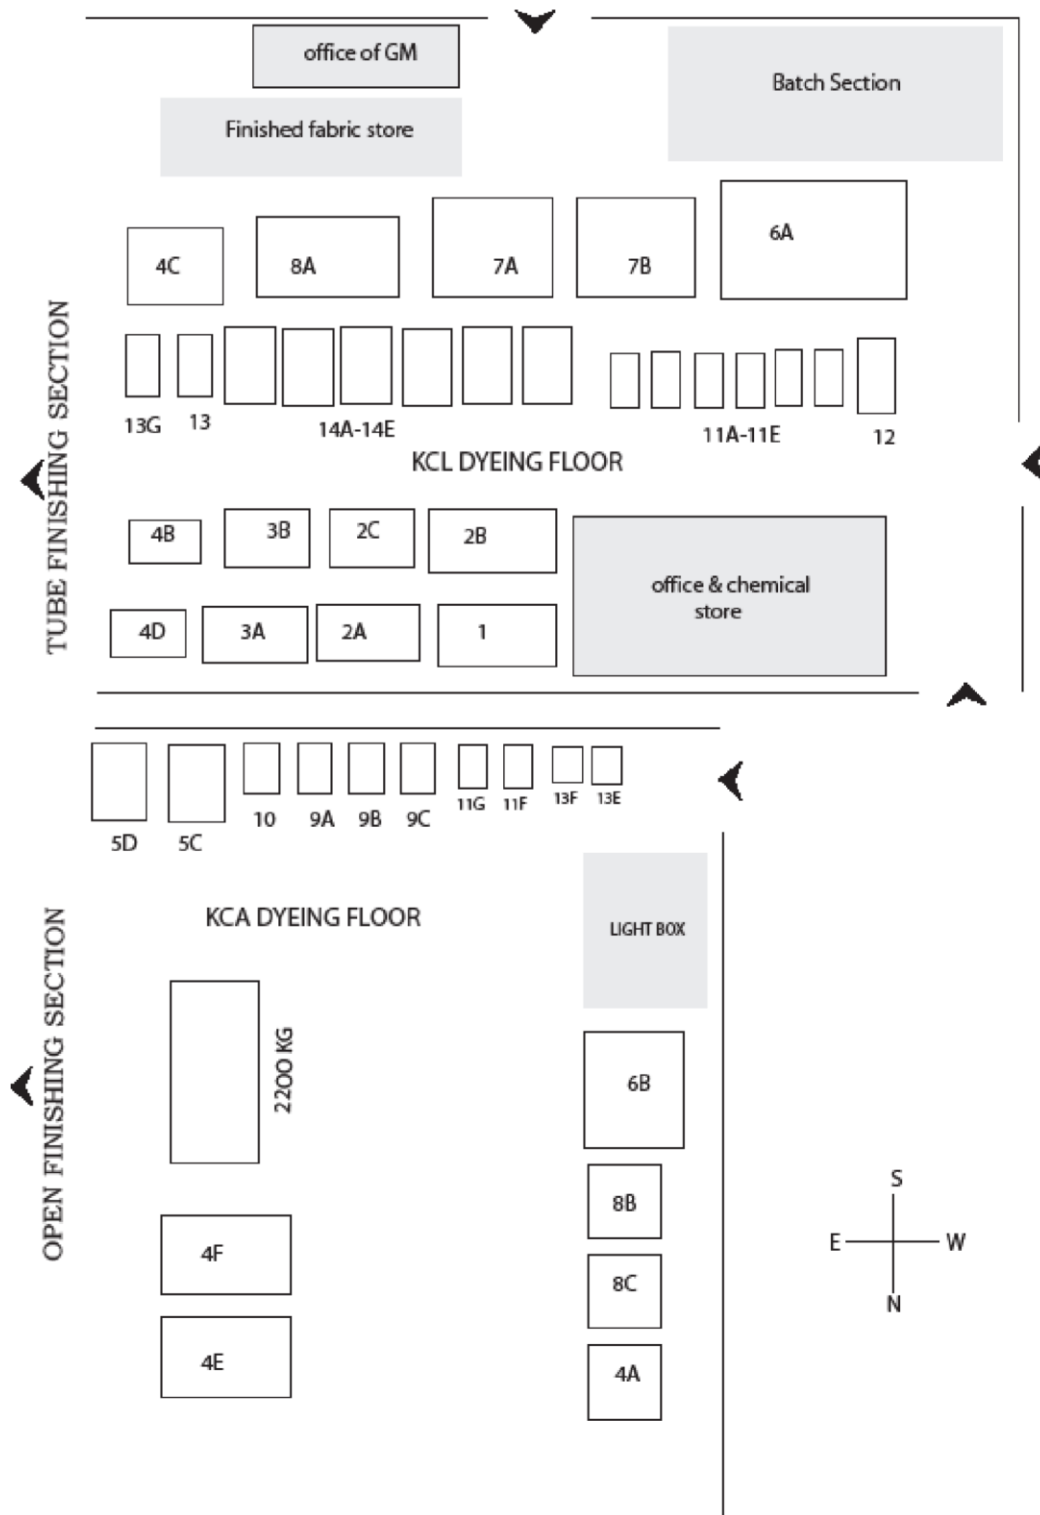 office of GM
Batch Section
Finished fabric store
4C
8A
7A
7B
6A
TUBE FINISHING SECTION
13G
13
14A-14E
11A-11E
12
KCL DYEING FLOOR
4B
3B
2C
2B
office & chemical
store
4D
3A
2A
1
5D
5C
10
9A
9B
9C
11G
11F
13F
13E
KCA DYEING FLOOR
LIGHT BOX
OPEN FINISHING SECTION
2200 KG
6B
8B
4F
8C
4E
4A
S
E
W
N